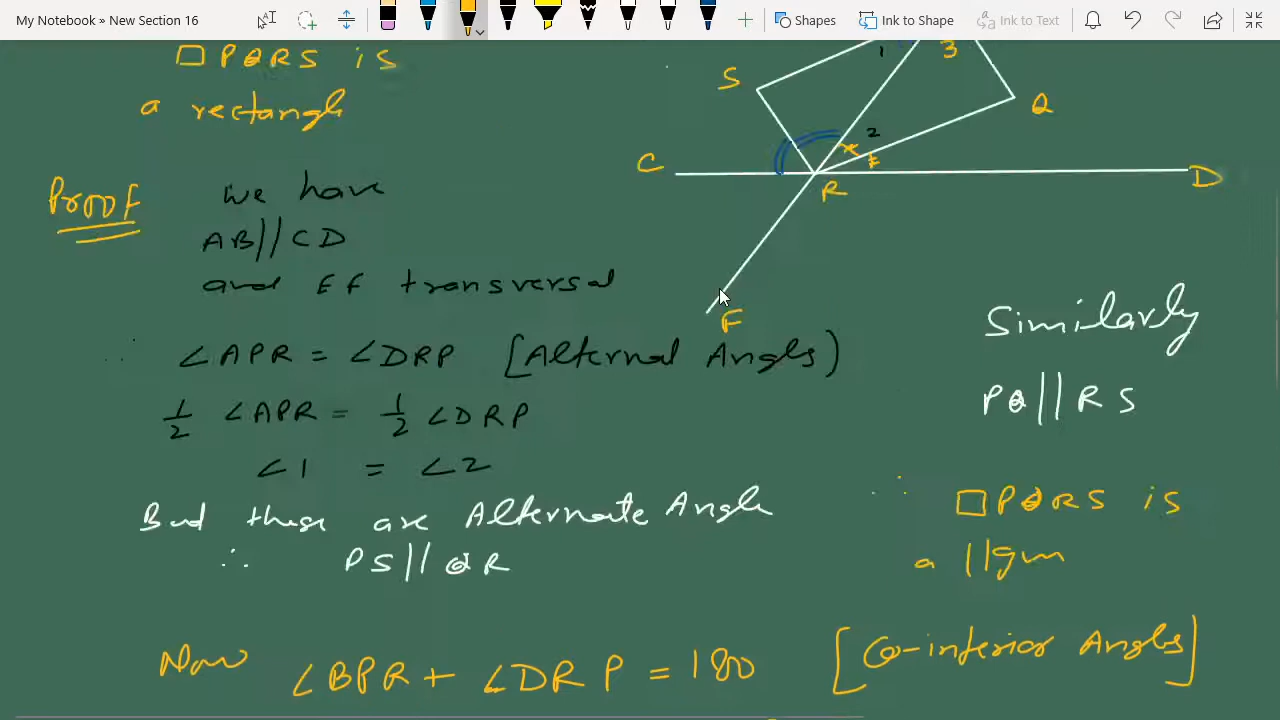 My Notebook » New Section 16
Shapes
Ink to Shape
Ink to Text
□ PQRS is
a rectangle
1
3
S
Q
2
x
x
C
R
D
F
Proof
We have
AB//CD
and EF transversal
∴ ∠APR = ∠DRP [Alternal Angles)
1/2 ∠APR = 1/2 ∠DRP
∠1 = ∠2
But these are Alternate Angle
∴ PS//QR
Similarly
PQ//RS
∴ □PQRS is
a //gm
Now ∠BPR + ∠DRP = 180 [Co-interior Angles]